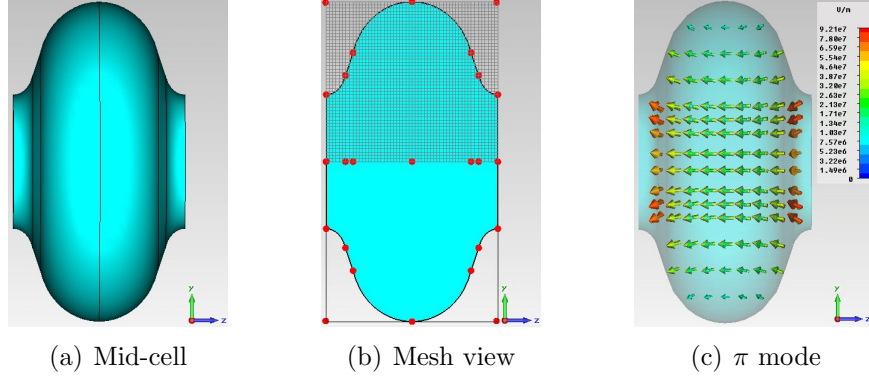 V/m
9.21e7
7.80e7
6.59e7
5.54e7
4.64e7
3.87e7
3.20e7
2.63e7
2.13e7
1.71e7
1.34e7
1.03e7
7.57e6
5.23e6
3.22e6
1.49e6
0
y
z
y
z
y
z
(a) Mid-cell
(b) Mesh view
(c) π mode